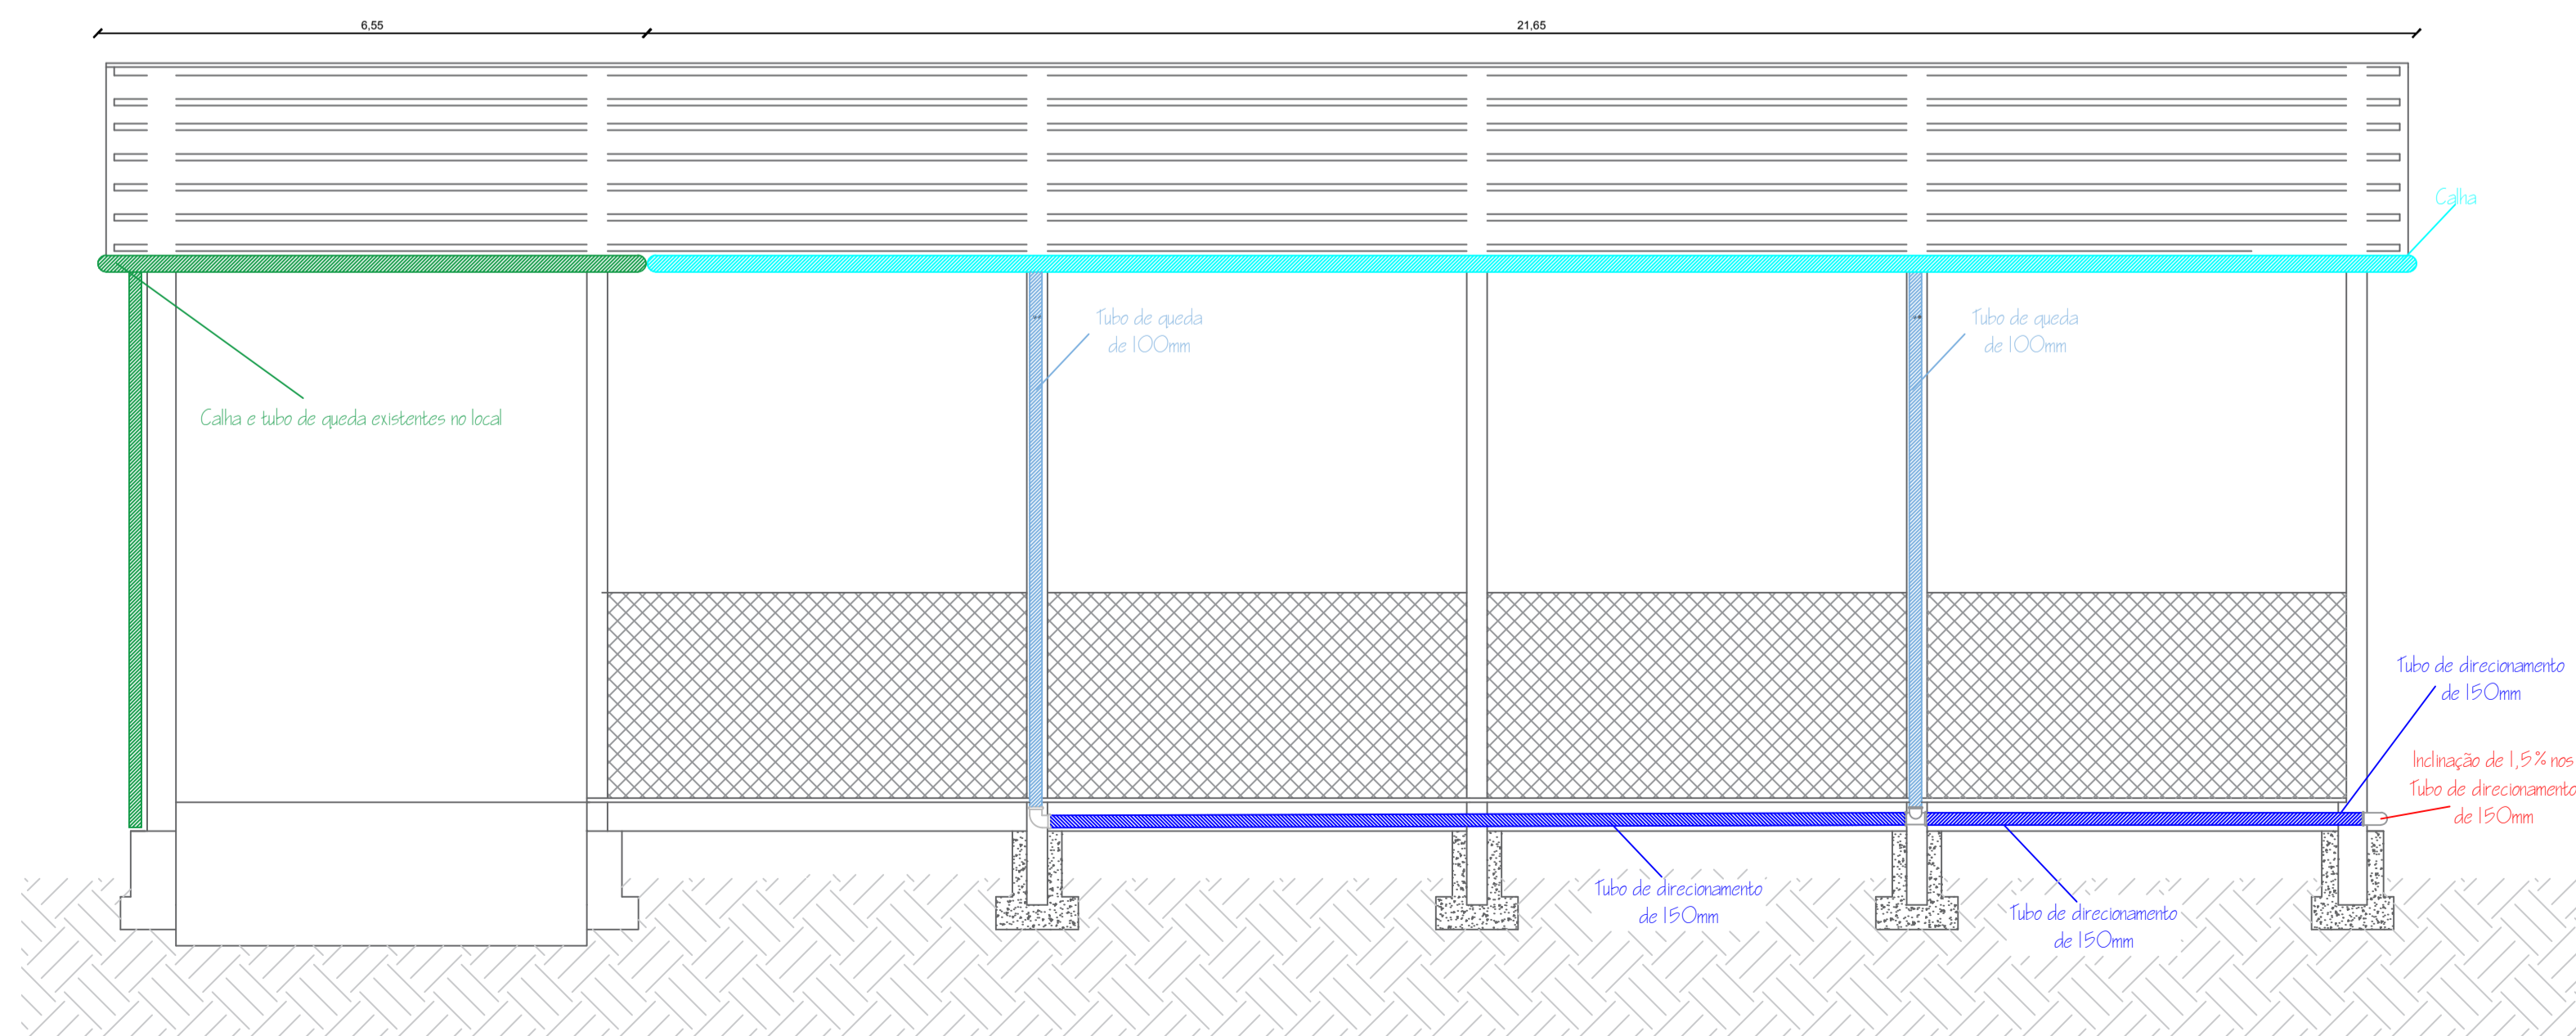 6,55
21,65
Calha
Tubo de queda
de 100mm
Tubo de queda
de 100mm
Calha e tubo de queda existentes no local
Tubo de direcionamento
de 150mm
Inclinação de 1,5% nos
Tubo de direcionamento
de 150mm
Tubo de direcionamento
de 150mm
Tubo de direcionamento
de 150mm